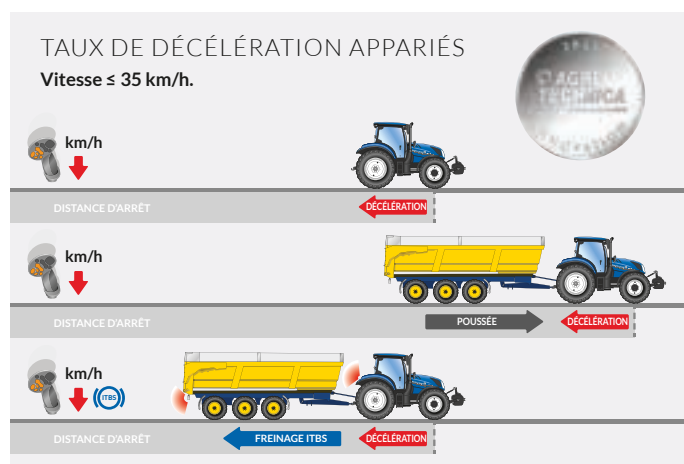 TAUX DE DÉCÉLÉRATION APPARIÉS
Vitesse ≤ 35 km/h.
AGRITECHNICA
km/h
DISTANCE D'ARRÊT
DÉCÉLÉRATION
km/h
DISTANCE D'ARRÊT
POUSSÉE
DÉCÉLÉRATION
km/h
ITBS
DISTANCE D'ARRÊT
FREINAGE ITBS
DÉCÉLÉRATION